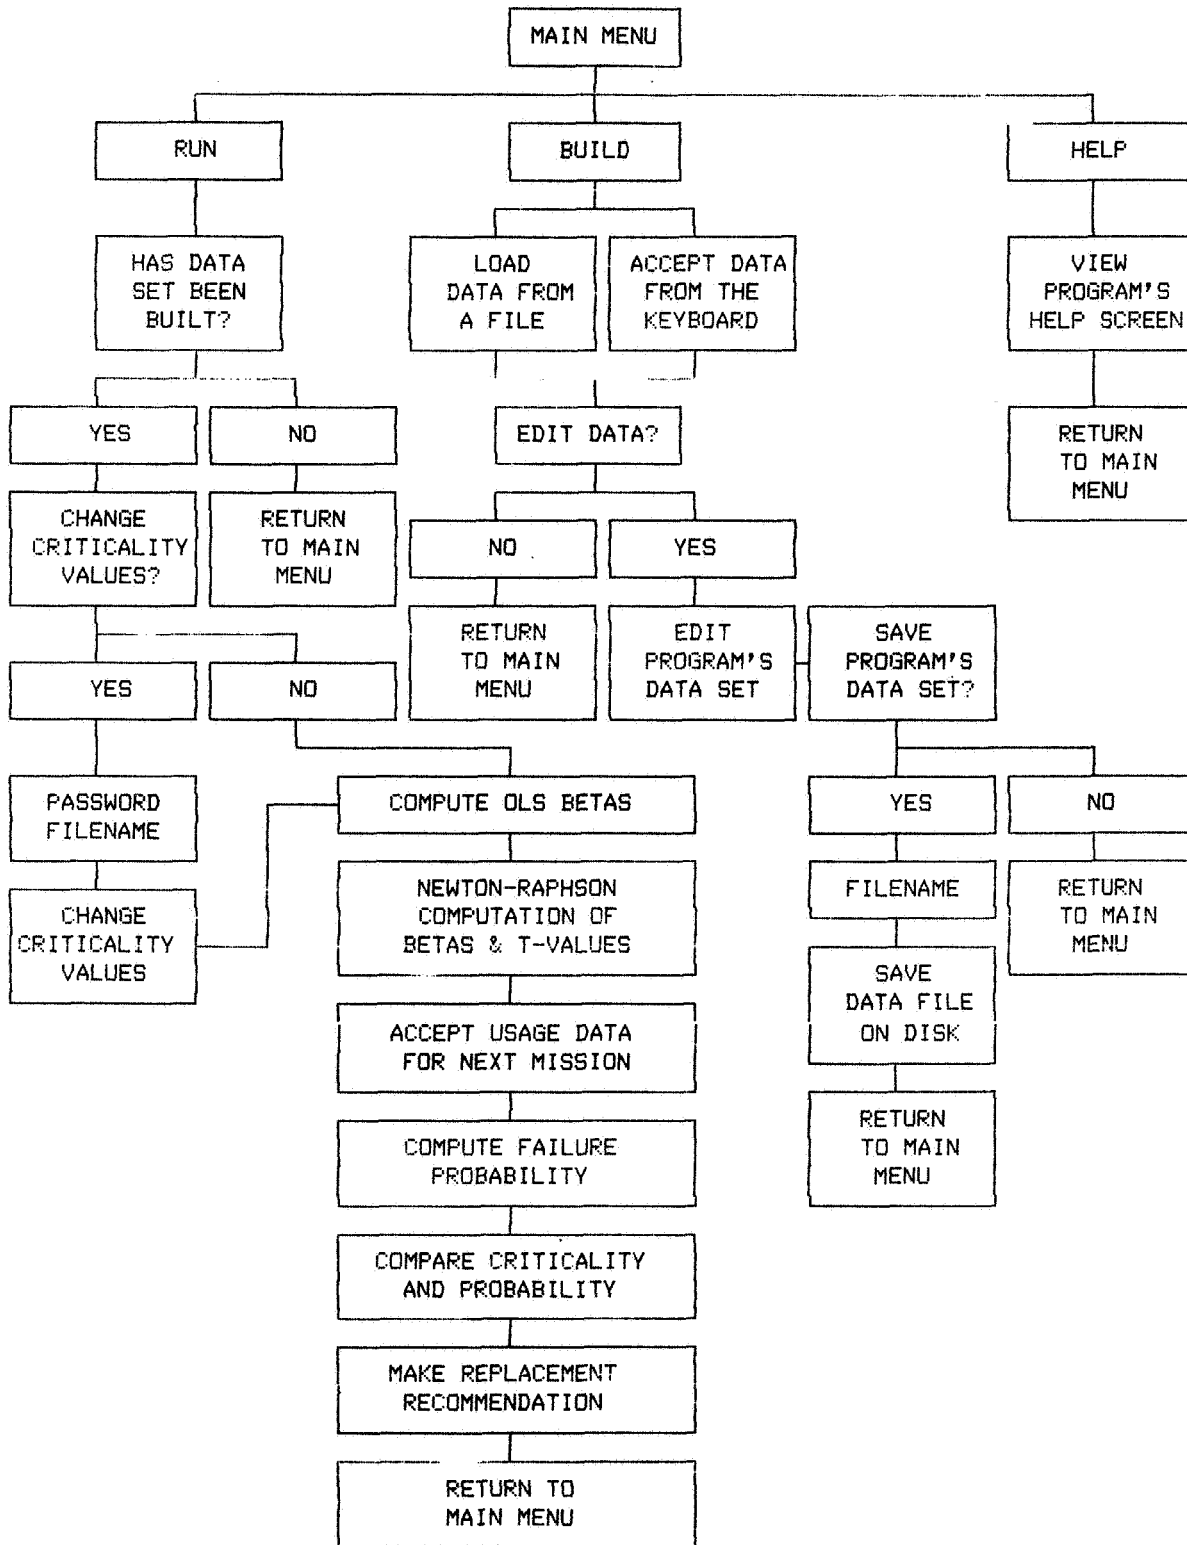 MAIN MENU
RUN
BUILD
HELP
HAS DATA
SET BEEN
BUILT?
LOAD
DATA FROM
A FILE
ACCEPT DATA
FROM THE
KEYBOARD
VIEW
PROGRAM'S
HELP SCREEN
YES
NO
EDIT DATA?
RETURN
TO MAIN
MENU
CHANGE
CRITICALITY
VALUES?
RETURN
TO MAIN
MENU
NO
YES
RETURN
TO MAIN
MENU
EDIT
PROGRAM'S
DATA SET
SAVE
PROGRAM'S
DATA SET?
YES
NO
PASSWORD
FILENAME
COMPUTE OLS BETAS
YES
NO
CHANGE
CRITICALITY
VALUES
NEWTON-RAPHSON
COMPUTATION OF
BETAS & T-VALUES
FILENAME
RETURN
TO MAIN
MENU
SAVE
DATA FILE
ON DISK
ACCEPT USAGE DATA
FOR NEXT MISSION
RETURN
TO MAIN
MENU
COMPUTE FAILURE
PROBABILITY
COMPARE CRITICALITY
AND PROBABILITY
MAKE REPLACEMENT
RECOMMENDATION
RETURN TO
MAIN MENU